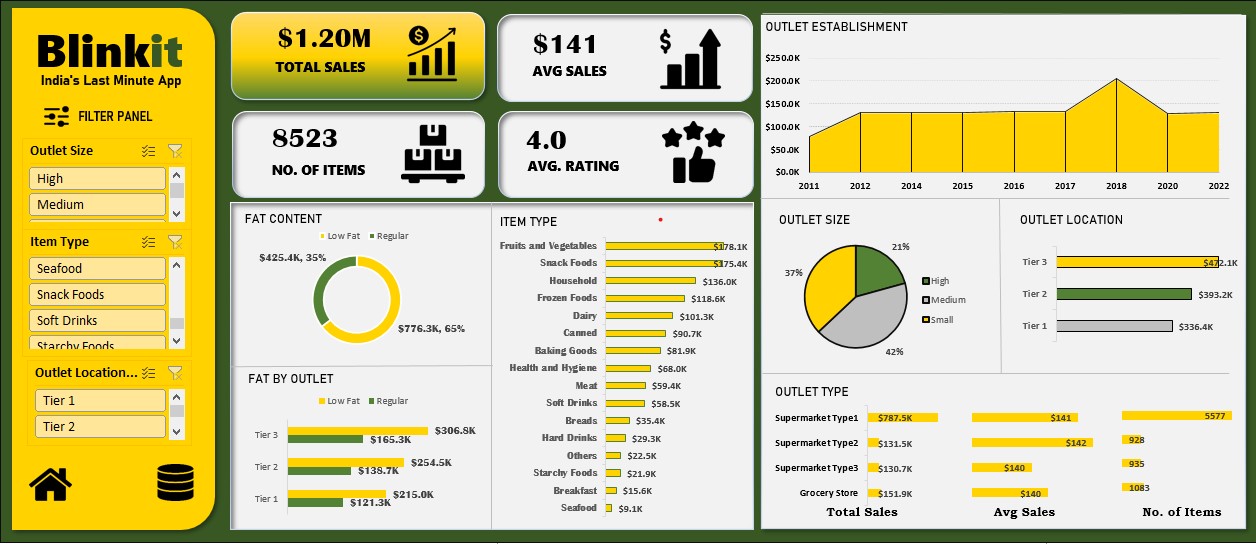 Blinkit
India's Last Minute App
FILTER PANEL
Outlet Size
High
Medium
Item Type
Seafood
Snack Foods
Soft Drinks
Starchy Foods
Outlet Location...
Tier 1
Tier 2
$1.20M
TOTAL SALES
$
$141
AVG SALES
$
8523
NO. OF ITEMS
4.0
AVG. RATING
FAT CONTENT
Low Fat Regular
$425.4K, 35%
$776.3K, 65%
FAT BY OUTLET
Low Fat Regular
Tier 3 $306.8K
$165.3K
Tier 2 $254.5K
$138.7K
Tier 1 $215.0K
$121.3K
ITEM TYPE
Fruits and Vegetables $178.1K
Snack Foods $175.4K
Household $136.0K
Frozen Foods $118.6K
Dairy $101.3K
Canned $90.7K
Baking Goods $81.9K
Health and Hygiene $68.0K
Meat $59.4K
Soft Drinks $58.5K
Breads $35.4K
Hard Drinks $29.3K
Others $22.5K
Starchy Foods $21.9K
Breakfast $15.6K
Seafood $9.1K
OUTLET ESTABLISHMENT
$250.0K
$200.0K
$150.0K
$100.0K
$50.0K
$0.0K
2011 2012 2014 2015 2016 2017 2018 2020 2022
OUTLET SIZE
21%
37%
42%
High
Medium
Small
OUTLET LOCATION
Tier 3 $472.1K
Tier 2 $393.2K
Tier 1 $336.4K
OUTLET TYPE
Supermarket Type1 $787.5K $141 5577
Supermarket Type2 $131.5K $142 928
Supermarket Type3 $130.7K $140 935
Grocery Store $151.9K $140 1083
Total Sales Avg Sales No. of Items